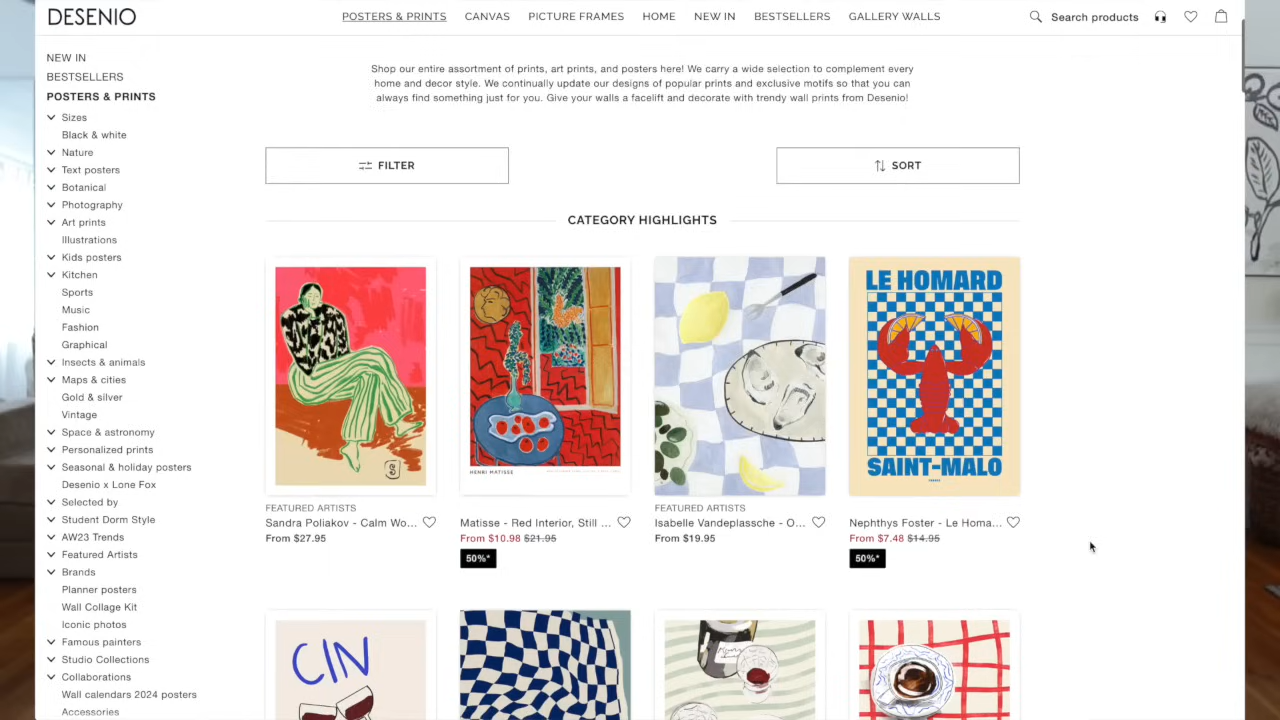 DESENIO
POSTERS & PRINTS
CANVAS
PICTURE FRAMES
HOME
NEW IN
BESTSELLERS
GALLERY WALLS
Search products
NEW IN
BESTSELLERS
POSTERS & PRINTS
Sizes
Black & white
Nature
Text posters
Botanical
Photography
Art prints
Illustrations
Kids posters
Kitchen
Sports
Music
Fashion
Graphical
Insects & animals
Maps & cities
Gold & silver
Vintage
Space & astronomy
Personalized prints
Seasonal & holiday posters
Desenio x Lone Fox
Selected by
Student Dorm Style
AW23 Trends
Featured Artists
Brands
Planner posters
Wall Collage Kit
Iconic photos
Famous painters
Studio Collections
Collaborations
Wall calendars 2024 posters
Accessories
Shop our entire assortment of prints, art prints, and posters here! We carry a wide selection to complement every
home and decor style. We continually update our designs of popular prints and exclusive motifs so that you can
always find something just for you. Give your walls a facelift and decorate with trendy wall prints from Desenio!
FILTER
SORT
CATEGORY HIGHLIGHTS
S
HENRI MATISSE
LE HOMARD
SAINT-MALO
FEATURED ARTISTS
Sandra Poliakov - Calm Wo...
From $27.95
Matisse - Red Interior, Still ...
From $10.98 $21.95
50%*
FEATURED ARTISTS
Isabelle Vandeplassche - O...
From $19.95
Nephthys Foster - Le Homa...
From $7.48 $14.95
50%*
CIN